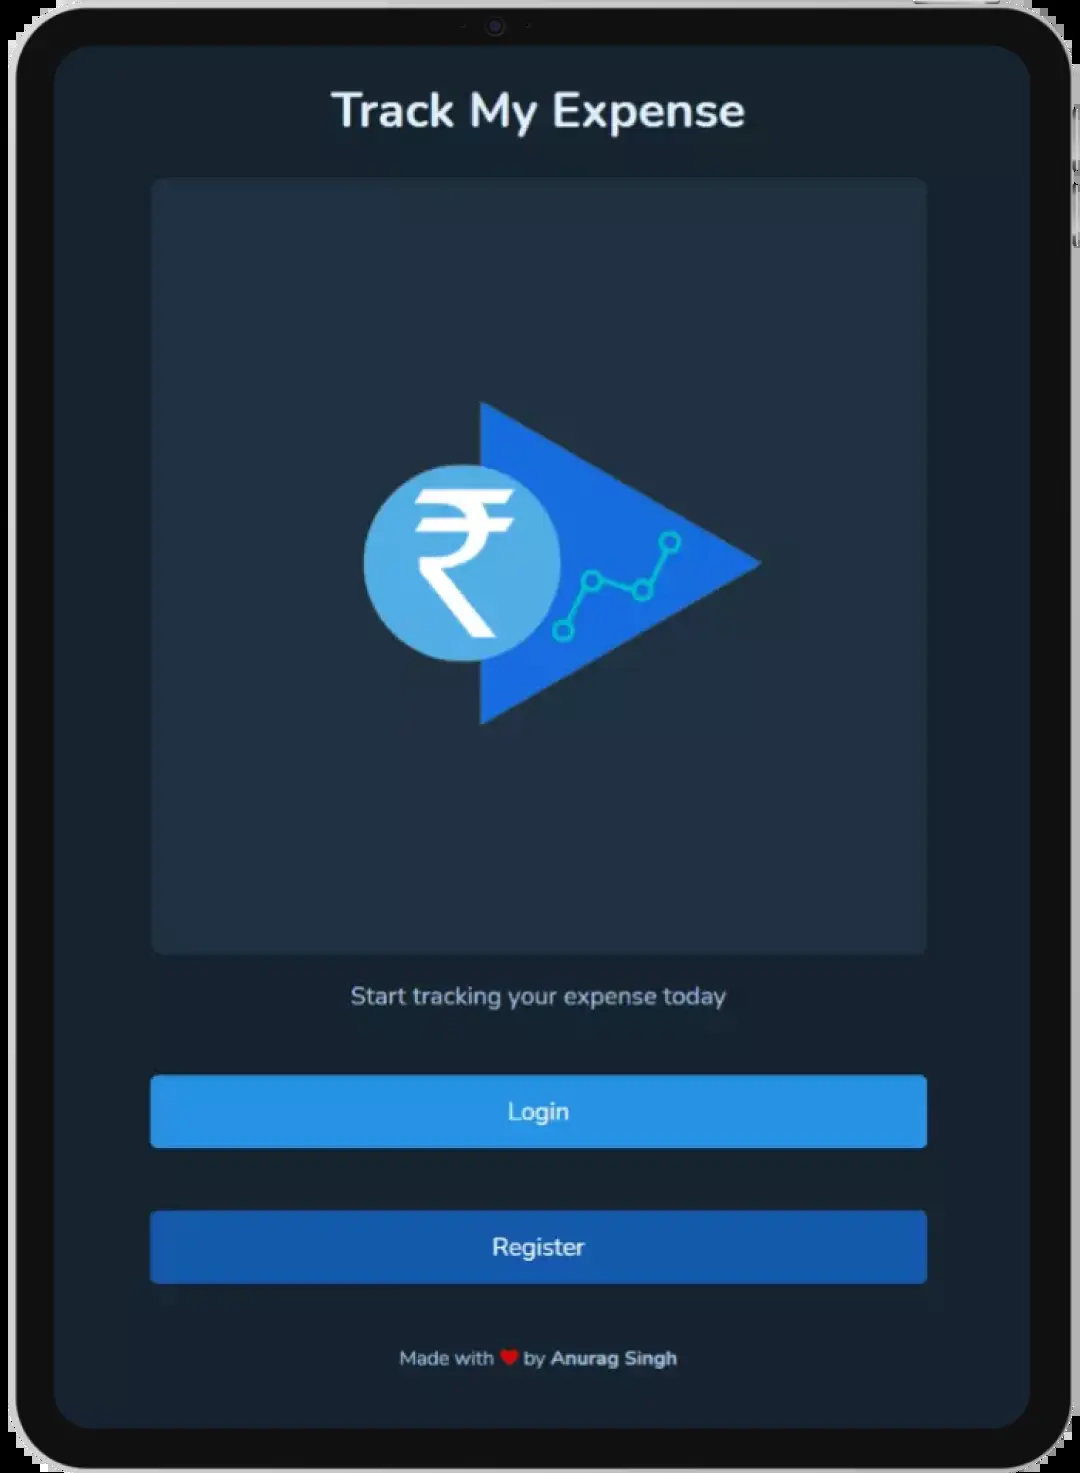 Track My Expense
₹
Start tracking your expense today
Login
Register
Made with ❤ by Anurag Singh